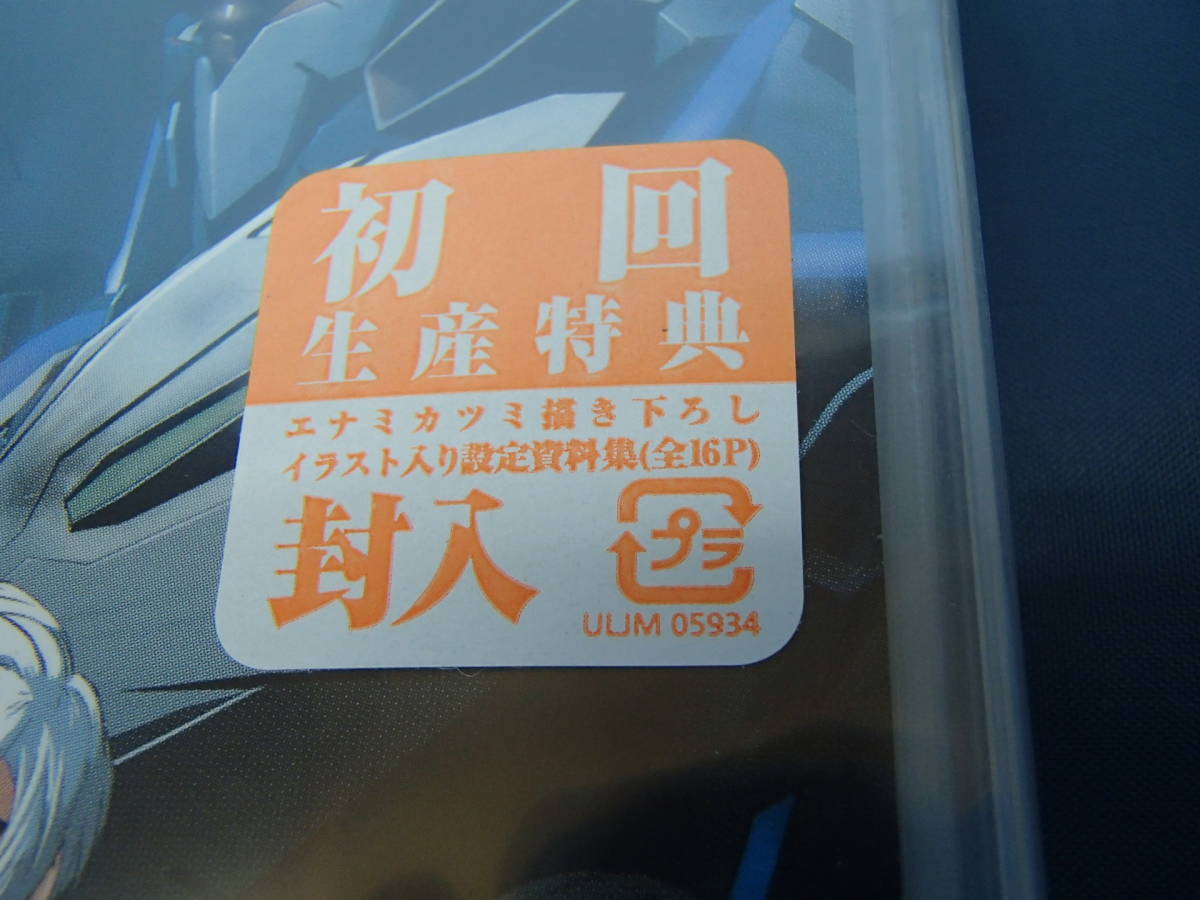 初回
生産特典
エナミカツミ描き下ろし
イラスト入り設定資料集(全16P)
封入
プラ
ULJM 05934